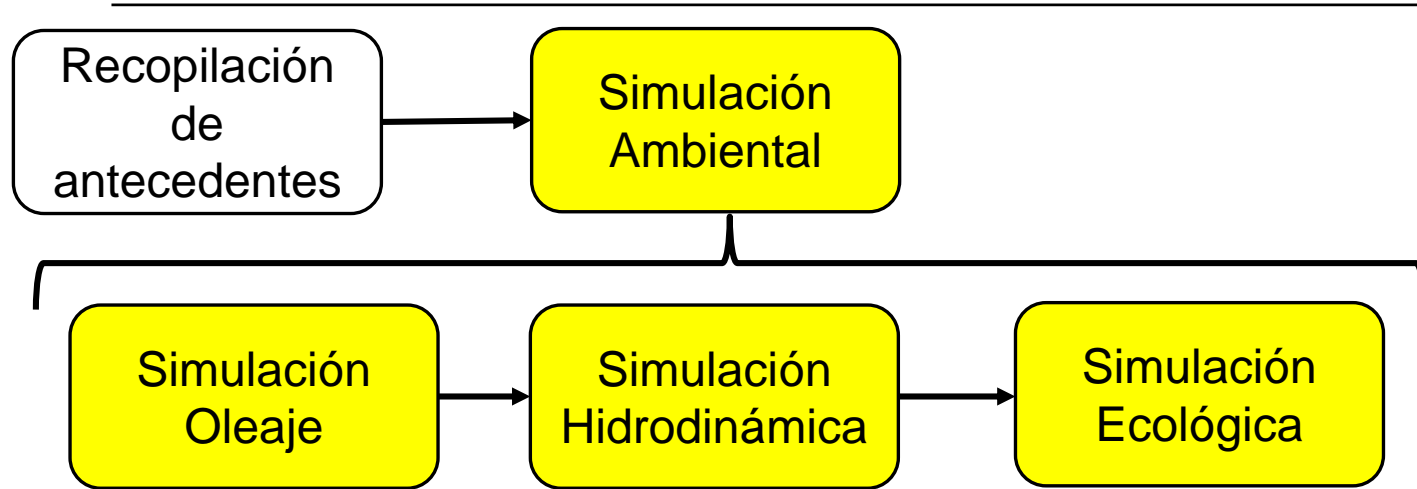 Recopilación
de
antecedentes
Simulación
Ambiental
Simulación
Oleaje
Simulación
Hidrodinámica
Simulación
Ecológica